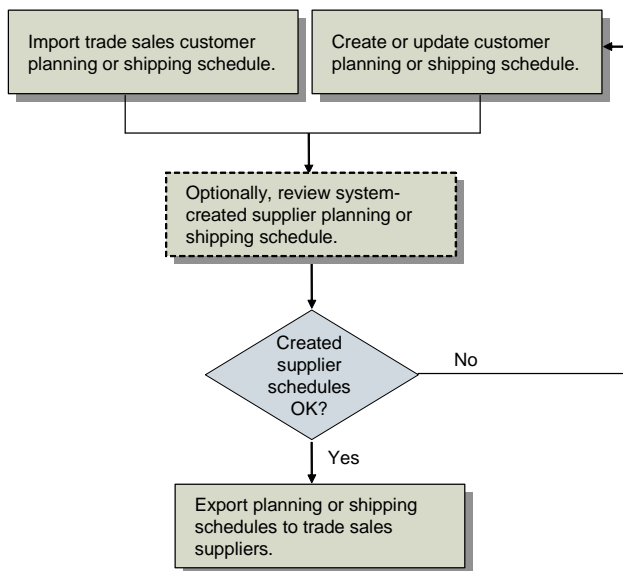 Import trade sales customer
planning or shipping schedule.
Create or update customer
planning or shipping schedule.
Optionally, review system-
created supplier planning or
shipping schedule.
Created
supplier
schedules
OK?
No
Yes
Export planning or shipping
schedules to trade sales
suppliers.